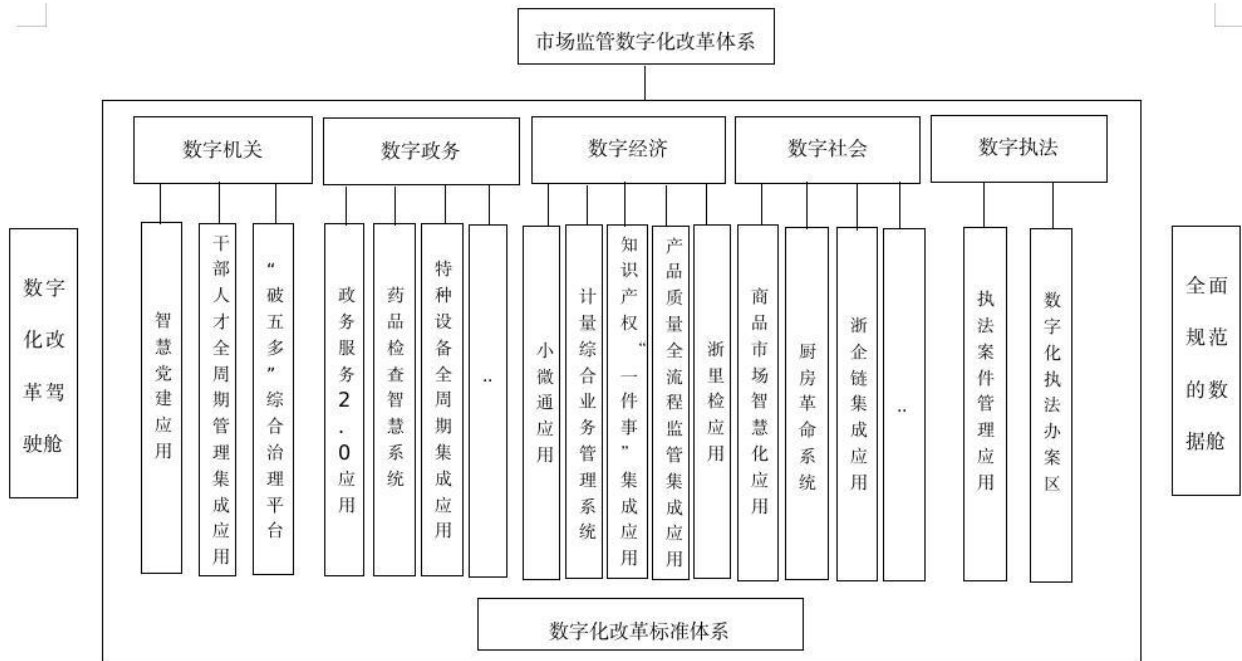 市场监管数字化改革体系
数字机关
数字政务
数字经济
数字社会
数字执法
数字
化改
革驾
驶舱
智慧党建应用
干部人才全周期管理集成应用
“破五多”综合治理平台
政务服务2.0应用
药品检查智慧系统
特种设备全周期集成应用
..
小微通应用
计量综合业务管理系统
知识产权“一件事”集成应用
产品质量全流程监管集成应用
浙里检应用
商品市场智慧化应用
厨房革命系统
浙企链集成应用
..
执法案件管理应用
数字化执法办案区
全面
规范
的数
据舱
数字化改革标准体系